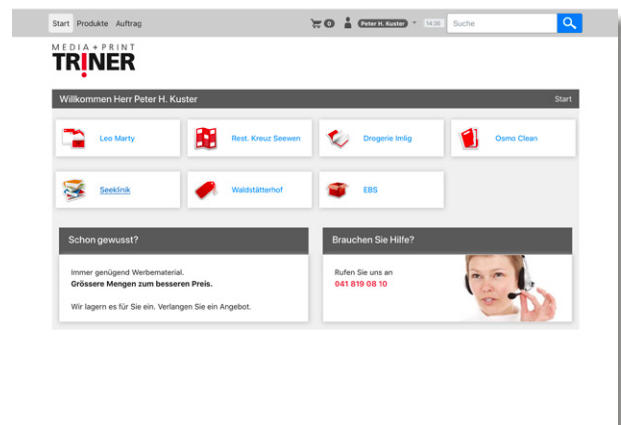 Start Produkte Auftrag 0 Peter H. Kuster 14:36 Suche
MEDIA+PRINT
TRINER
Willkommen Herr Peter H. Kuster Start
Leo Marty Rest. Kreuz Seewen Drogerie Imlig Osmo Clean
Seeklinik Waldstätterhof EBS
Schon gewusst? Brauchen Sie Hilfe?
Immer genügend Werbematerial. Rufen Sie uns an
Grössere Mengen zum besseren Preis. 041 819 08 10
Wir lagern es für Sie ein. Verlangen Sie ein Angebot.